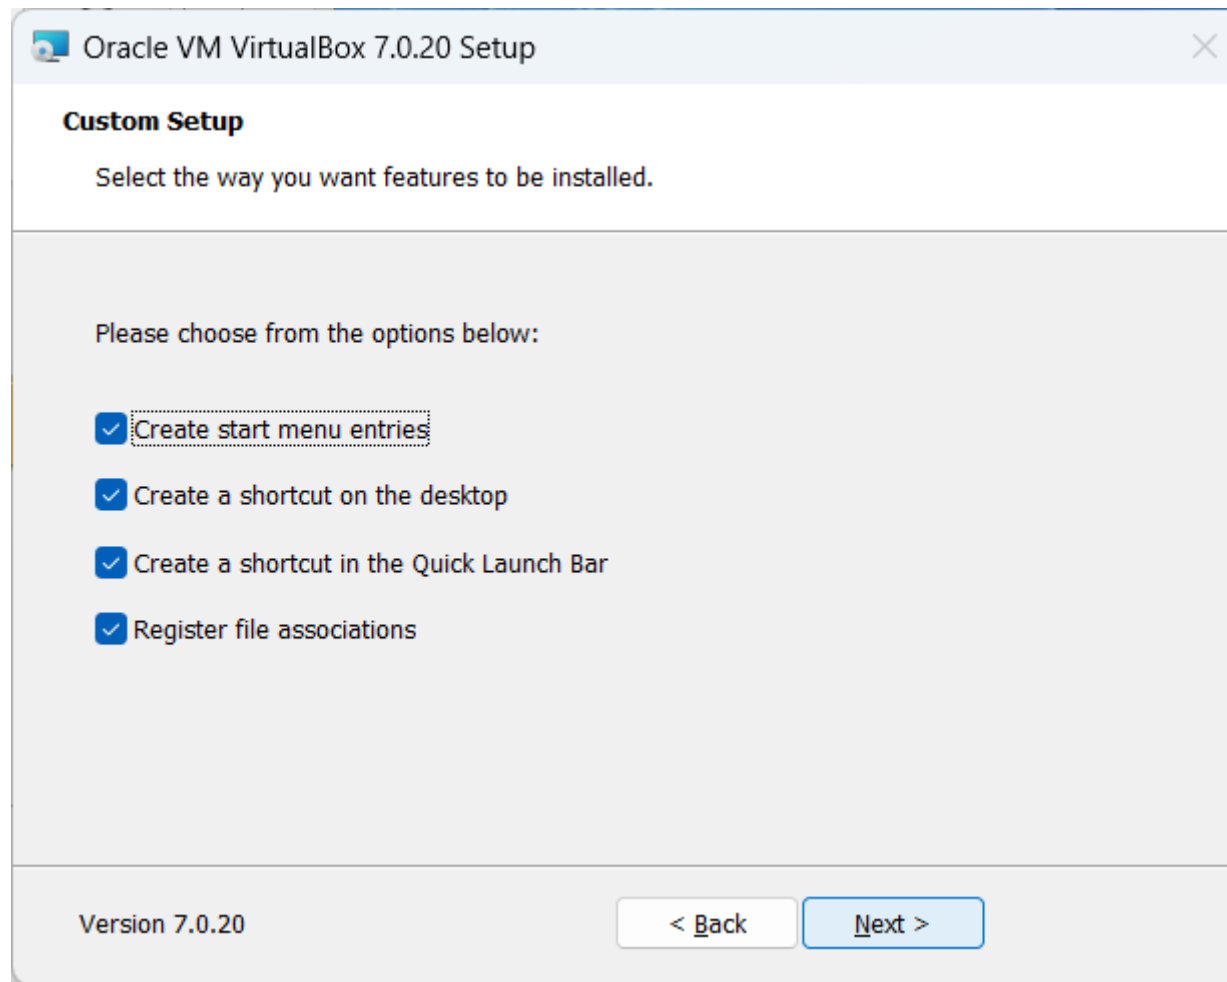 Oracle VM VirtualBox 7.0.20 Setup
Custom Setup
Select the way you want features to be installed.
Please choose from the options below:
Create start menu entries
Create a shortcut on the desktop
Create a shortcut in the Quick Launch Bar
Register file associations
Version 7.0.20
< Back
Next >